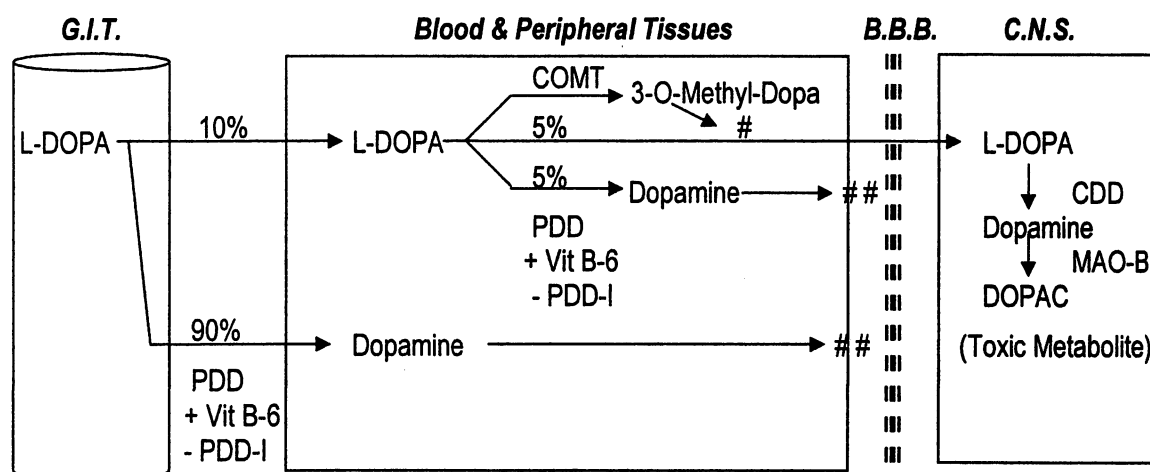 G.I.T.
Blood & Peripheral Tissues
B.B.B.
C.N.S.
COMT
3-O-Methyl-Dopa
#
L-DOPA
10%
L-DOPA
5%
L-DOPA
5%
Dopamine
##
CDD
Dopamine
PDD
+ Vit B-6
- PDD-I
MAO-B
DOPAC
90%
Dopamine
##
(Toxic Metabolite)
PDD
+ Vit B-6
- PDD-I